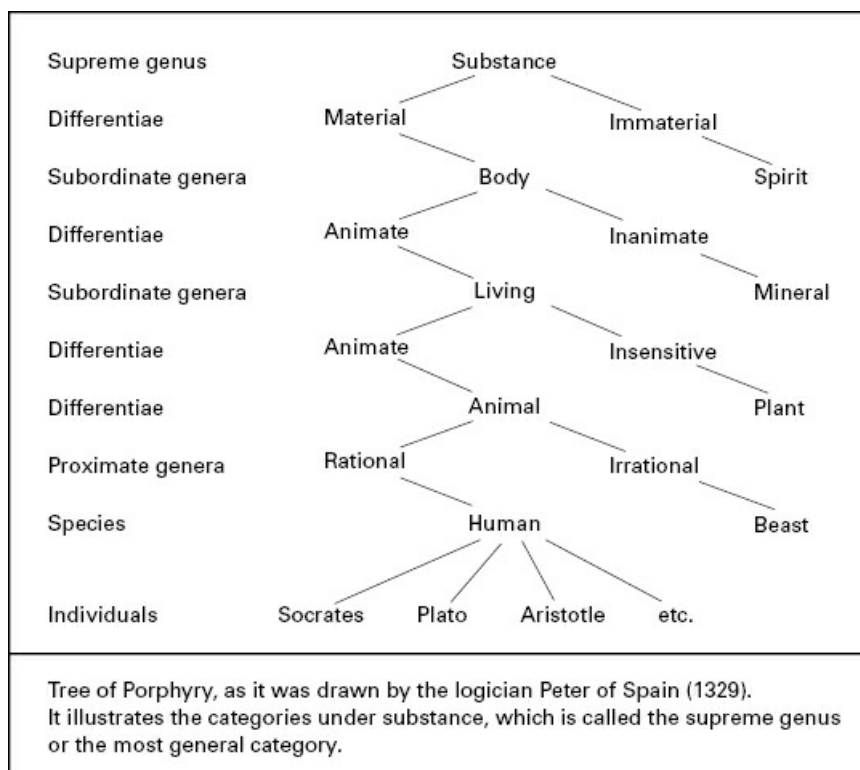 Supreme genus Substance
Differentiae Material Immaterial
Subordinate genera Body Spirit
Differentiae Animate Inanimate
Subordinate genera Living Mineral
Differentiae Animate Insensitive
Differentiae Animal Plant
Proximate genera Rational Irrational
Species Human Beast
Individuals Socrates Plato Aristotle etc.
Tree of Porphyry, as it was drawn by the logician Peter of Spain (1329).
It illustrates the categories under substance, which is called the supreme genus
or the most general category.